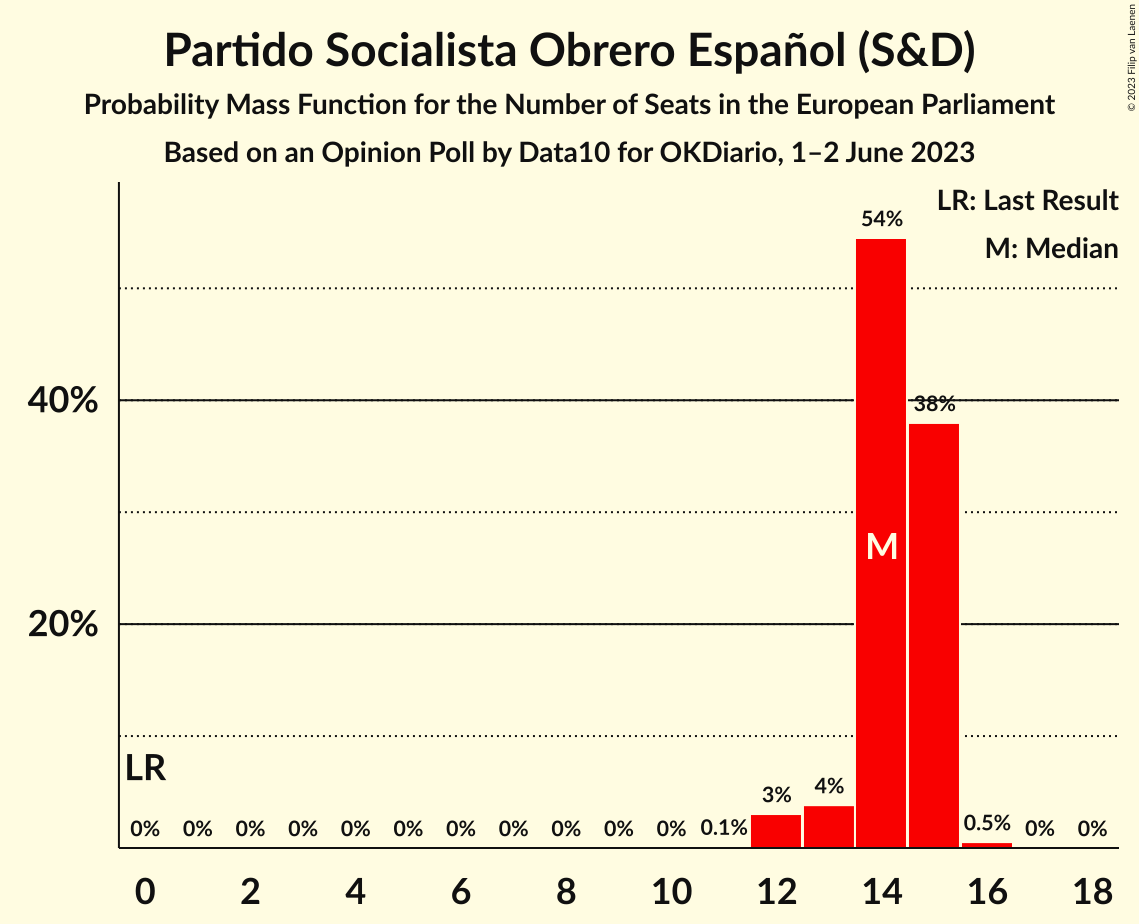 Partido Socialista Obrero Español (S&D)
Probability Mass Function for the Number of Seats in the European Parliament
Based on an Opinion Poll by Data10 for OKDiario, 1–2 June 2023
© 2023 Filip van Laenen
LR: Last Result
M: Median
54%
40%
38%
M
20%
LR
0% 0% 0% 0% 0% 0% 0% 0% 0% 0% 0% 0.1% 3% 4% 0.5% 0% 0%
0 2 4 6 8 10 12 14 16 18